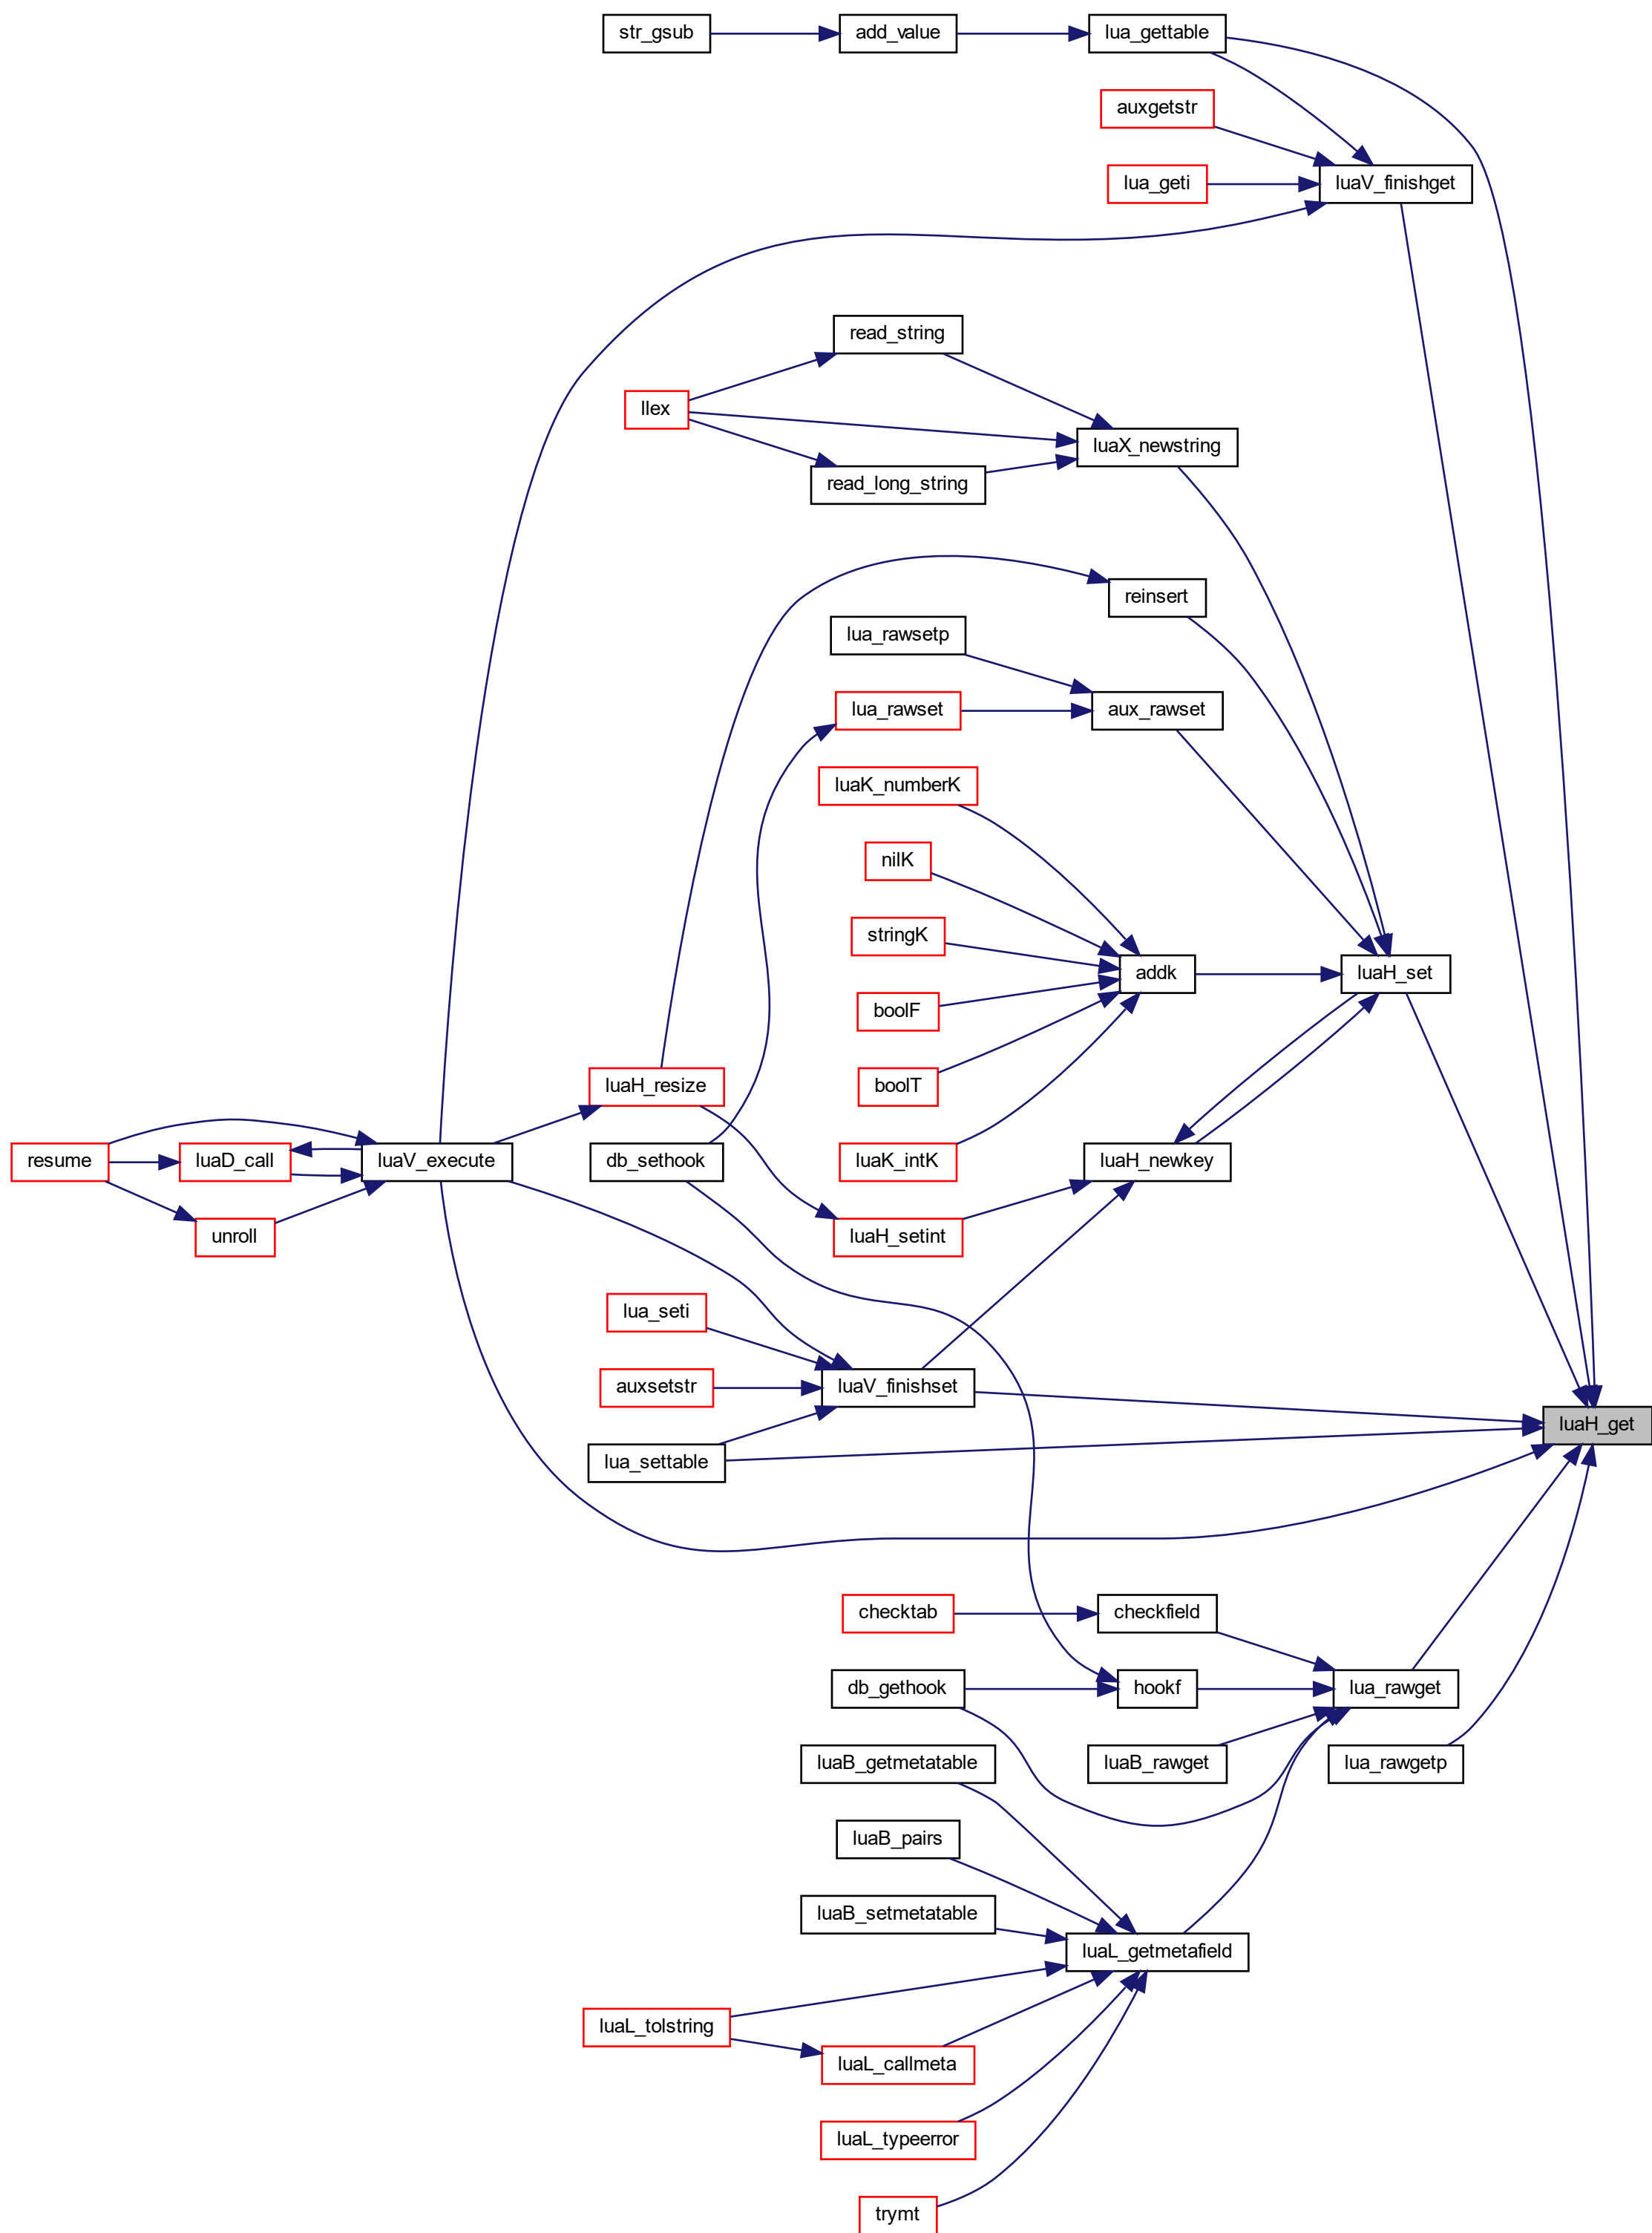 str_gsub
add_value
lua_gettable
auxgetstr
lua_geti
luaV_finishget
read_string
llex
luaX_newstring
read_long_string
reinsert
lua_rawsetp
lua_rawset
aux_rawset
luaK_numberK
nilK
stringK
addk
luaH_set
boolF
boolT
luaH_resize
resume
luaD_call
luaV_execute
db_sethook
luaK_intK
luaH_newkey
unroll
luaH_setint
lua_seti
auxsetstr
luaV_finishset
luaH_get
lua_settable
checktab
checkfield
db_gethook
hookf
lua_rawget
luaB_getmetatable
luaB_rawget
lua_rawgetp
luaB_pairs
luaB_setmetatable
luaL_getmetafield
luaL_tolstring
luaL_callmeta
luaL_typeerror
trymt